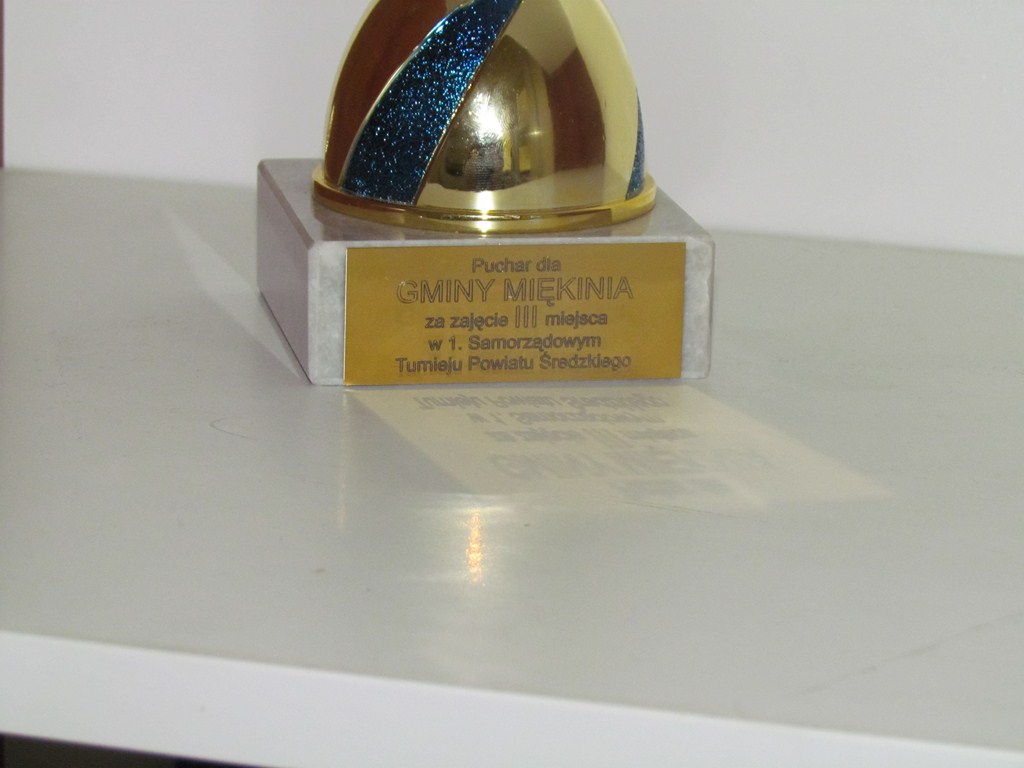 Puchar dla
GMINY MIĘKINIA
za zajęcie III miejsca
w 1. Samorządowym
Turnieju Powiatu Średzkiego